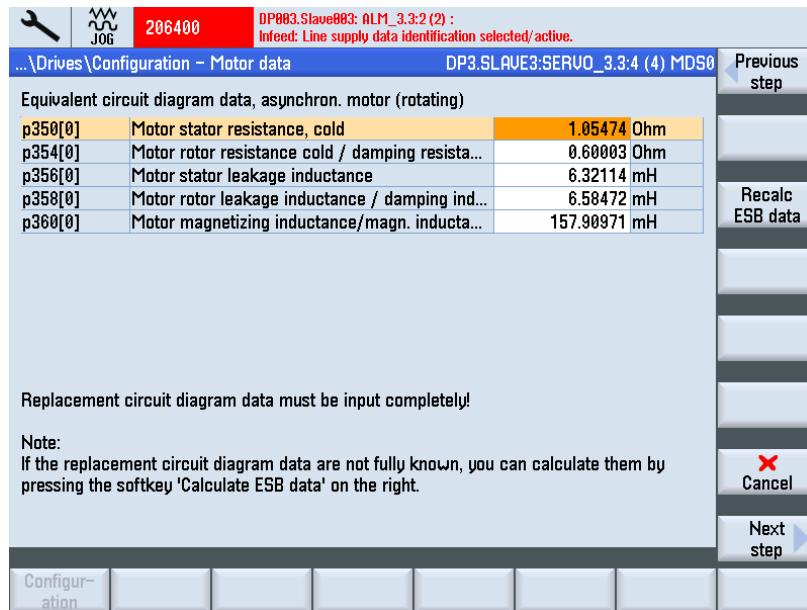 JOG
206400
DP003.Slave003: ALM_3.3:2 (2) :
Infeed: Line supply data identification selected/active.
...\Drives\Configuration - Motor data DP3.SLAVE3:SERVO_3.3:4 (4) MDS0
Previous step
Equivalent circuit diagram data, asynchron. motor (rotating)
p350[0] Motor stator resistance, cold 1.05474 Ohm
p354[0] Motor rotor resistance cold / damping resista... 0.60003 Ohm
p356[0] Motor stator leakage inductance 6.32114 mH
p358[0] Motor rotor leakage inductance / damping ind... 6.58472 mH
p360[0] Motor magnetizing inductance/magn. inducta... 157.90971 mH
Recalc
ESB data
Replacement circuit diagram data must be input completely!
Note:
If the replacement circuit diagram data are not fully known, you can calculate them by
pressing the softkey 'Calculate ESB data' on the right.
Cancel
Next
step
Configur-
ation